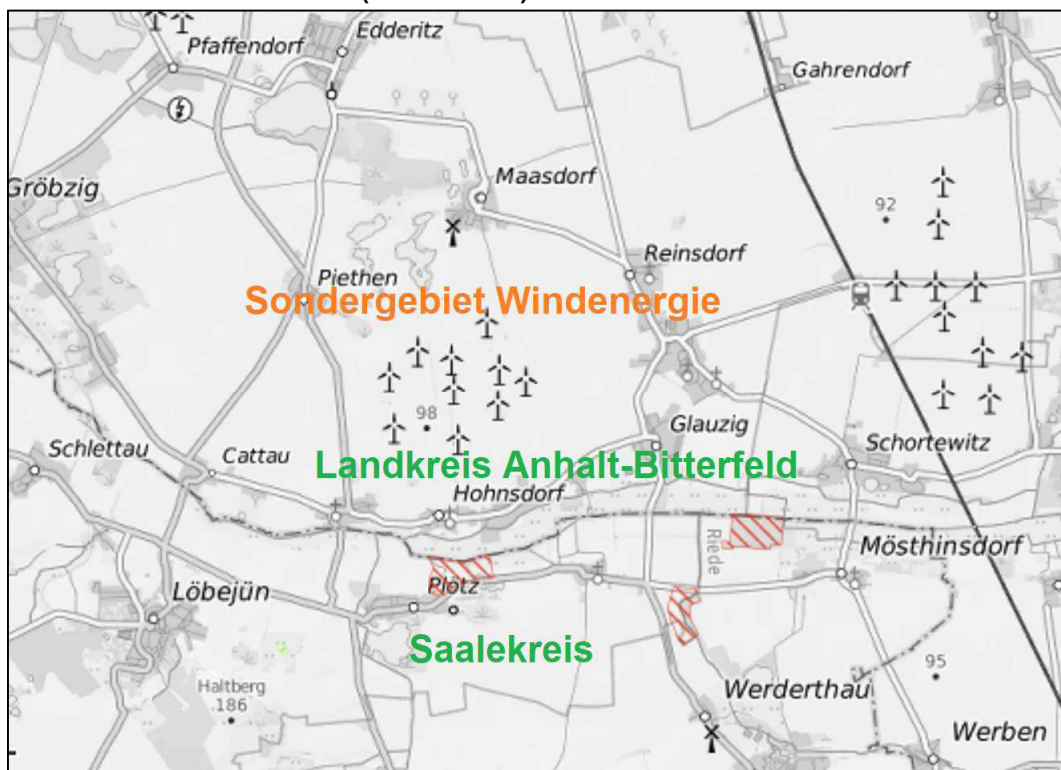 Edderitz
Pfaffendorf
Gahrendorf
Maasdorf
Gröbzig
92
Reinsdorf
Piethen
Sondergebiet Windenergie
98
Glauzig
Schlettau
Cattau
Schortewitz
Landkreis Anhalt-Bitterfeld
Hohnsdorf
Riede
Mösthinsdorf
Plötz
Löbejün
Saalekreis
95
Haltberg
186
Werderthau
Werben